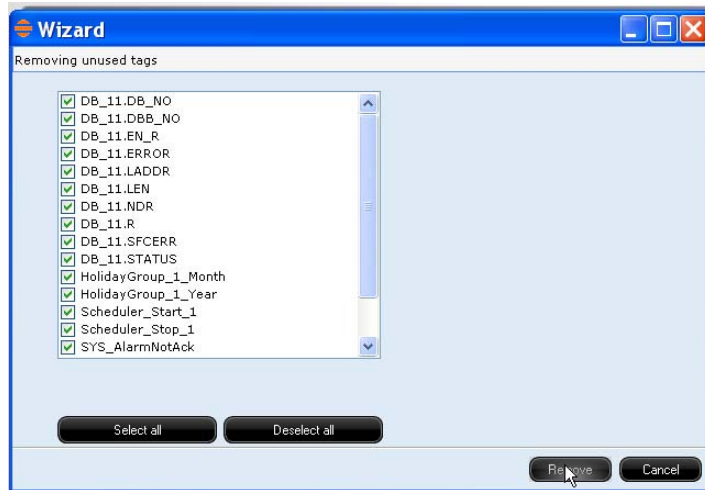 Wizard
Removing unused tags
DB_11.DB_NO
DB_11.DBB_NO
DB_11.EN_R
DB_11.ERROR
DB_11.LADDR
DB_11.LEN
DB_11.NDR
DB_11.R
DB_11.SFCERR
DB_11.STATUS
HolidayGroup_1_Month
HolidayGroup_1_Year
Scheduler_Start_1
Scheduler_Stop_1
SYS_AlarmNotAck
Select all Deselect all
Remove Cancel